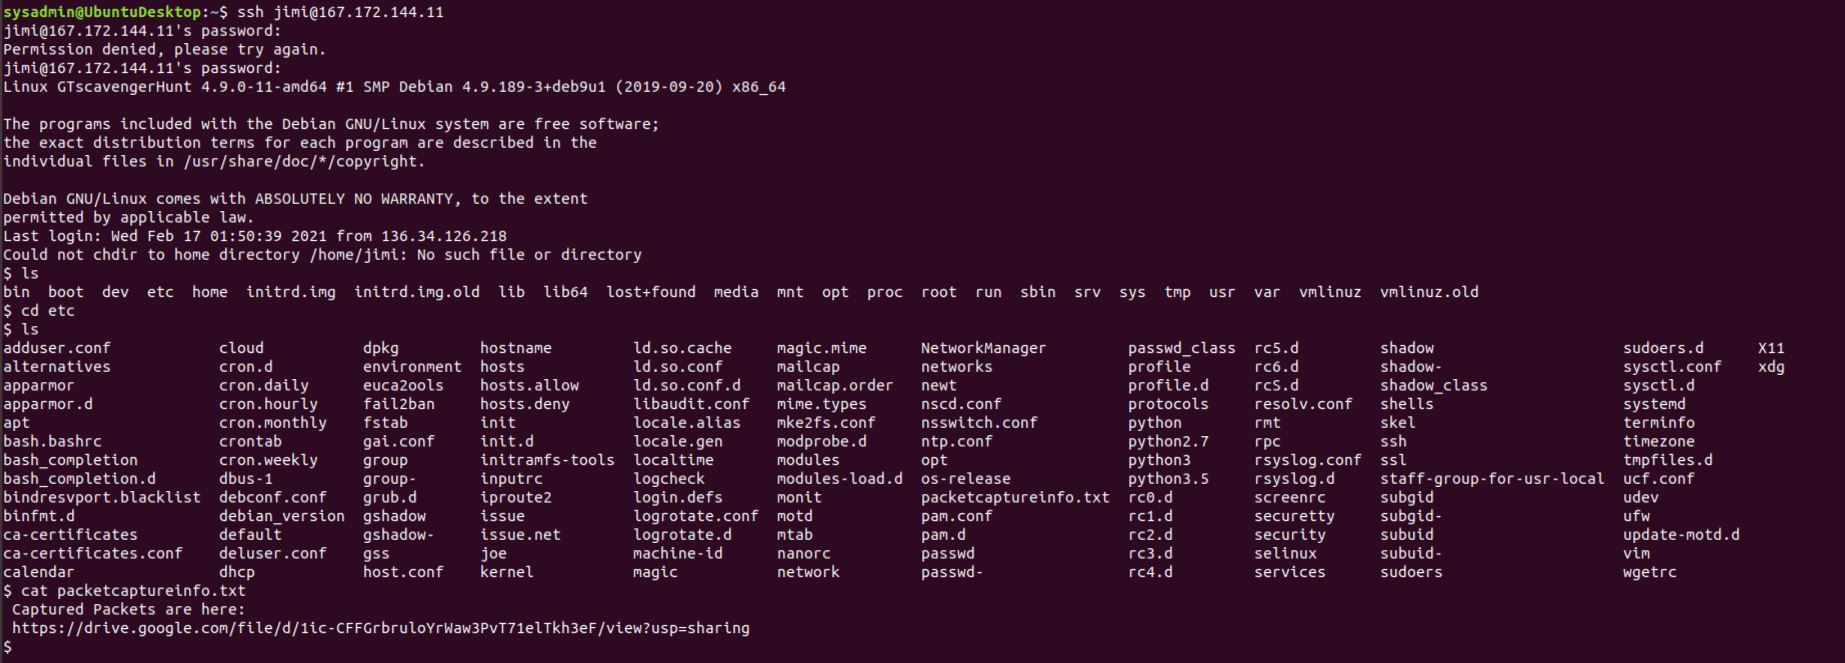 sysadmin@UbuntuDesktop:~$ ssh jimi@167.172.144.11
jimi@167.172.144.11's password:
Permission denied, please try again.
jimi@167.172.144.11's password:
Linux GTscavengerHunt 4.9.0-11-amd64 #1 SMP Debian 4.9.189-3+deb9u1 (2019-09-20) x86_64
The programs included with the Debian GNU/Linux system are free software;
the exact distribution terms for each program are described in the
individual files in /usr/share/doc/*/copyright.
Debian GNU/Linux comes with ABSOLUTELY NO WARRANTY, to the extent
permitted by applicable law.
Last login: Wed Feb 17 01:50:39 2021 from 136.34.126.218
Could not chdir to home directory /home/jimi: No such file or directory
$ ls
bin boot dev etc home initrd.img initrd.img.old lib lib64 lost+found media mnt opt proc root run sbin srv sys tmp usr var vmlinuz vmlinuz.old
$ cd etc
$ ls
adduser.conf cloud dpkg hostname ld.so.cache magic.mime NetworkManager passwd_class rc5.d shadow sudoers.d X11
alternatives cron.d environment hosts ld.so.conf mailcap networks profile rc6.d shadow- sysctl.conf xdg
apparmor cron.daily euca2ools hosts.allow ld.so.conf.d mailcap.order newt profile.d rcS.d shadow_class sysctl.d
apparmor.d cron.hourly fail2ban hosts.deny libaudit.conf mime.types nscd.conf protocols resolv.conf shells systemd
apt cron.monthly fstab init locale.alias mke2fs.conf nsswitch.conf python rmt skel terminfo
bash.bashrc crontab gai.conf init.d locale.gen modprobe.d ntp.conf python2.7 rpc ssh timezone
bash_completion cron.weekly group initramfs-tools localtime modules opt python3 rsyslog.conf ssl tmpfiles.d
bash_completion.d dbus-1 group- inputrc logcheck modules-load.d os-release python3.5 rsyslog.d staff-group-for-usr-local ucf.conf
bindresvport.blacklist debconf.conf grub.d iproute2 login.defs monit packetcaptureinfo.txt rc0.d screenrc subgid udev
binfmt.d debian_version gshadow issue logrotate.conf motd pam.conf rc1.d securetty subgid- ufw
ca-certificates default gshadow- issue.net logrotate.d mtab pam.d rc2.d security subuid update-motd.d
ca-certificates.conf deluser.conf gss joe machine-id nanorc passwd rc3.d selinux subuid- vim
calendar dhcp host.conf kernel magic network passwd- rc4.d services sudoers wgetrc
$ cat packetcaptureinfo.txt
Captured Packets are here:
https://drive.google.com/file/d/1ic-CFFGrbruloYrWaw3PvT71elTkh3eF/view?usp=sharing
$